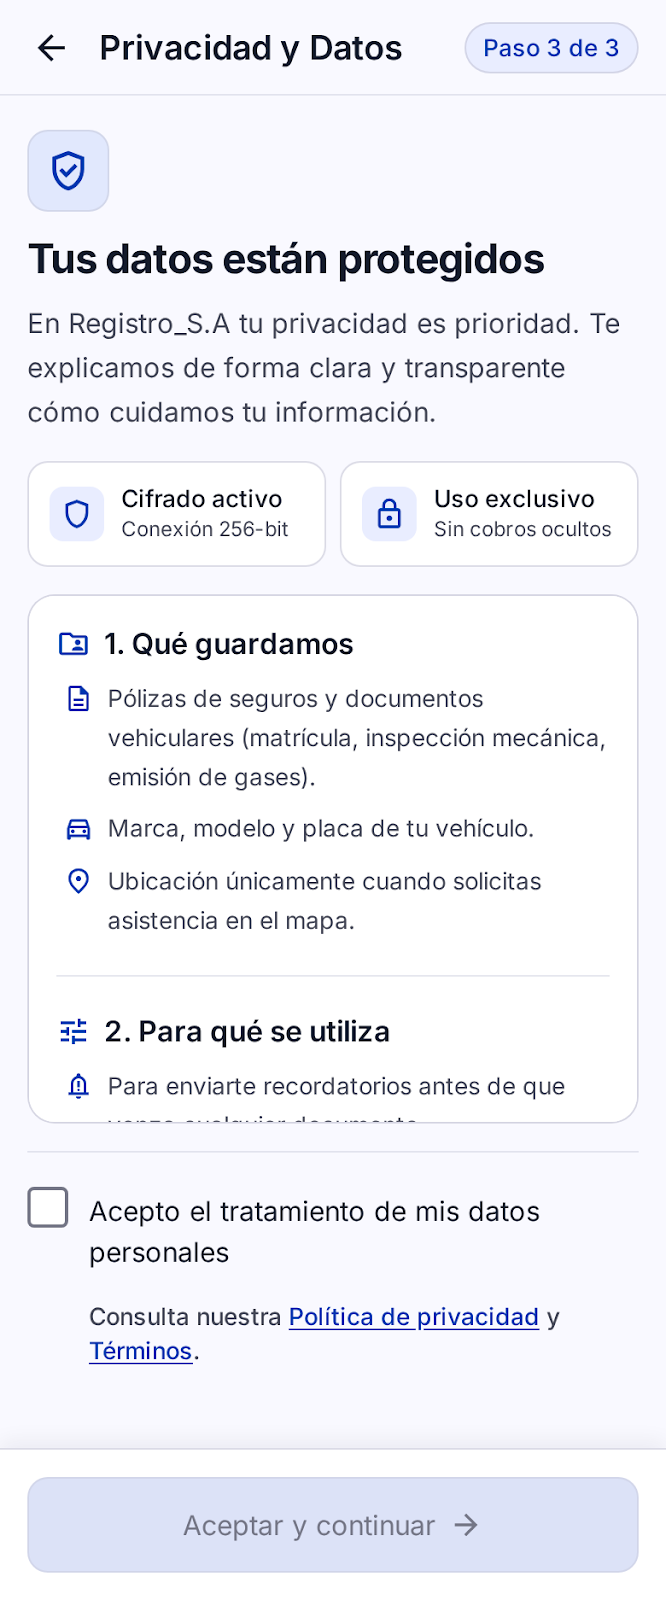 Privacidad y Datos
Paso 3 de 3
Tus datos están protegidos
En Registro_S.A tu privacidad es prioridad. Te
explicamos de forma clara y transparente
cómo cuidamos tu información.
Cifrado activo
Conexión 256-bit
Uso exclusivo
Sin cobros ocultos
1. Qué guardamos
Pólizas de seguros y documentos
vehiculares (matrícula, inspección mecánica,
emisión de gases).
Marca, modelo y placa de tu vehículo.
Ubicación únicamente cuando solicitas
asistencia en el mapa.
2. Para qué se utiliza
Para enviarte recordatorios antes de que
Acepto el tratamiento de mis datos
personales
Consulta nuestra Política de privacidad y
Términos.
Aceptar y continuar